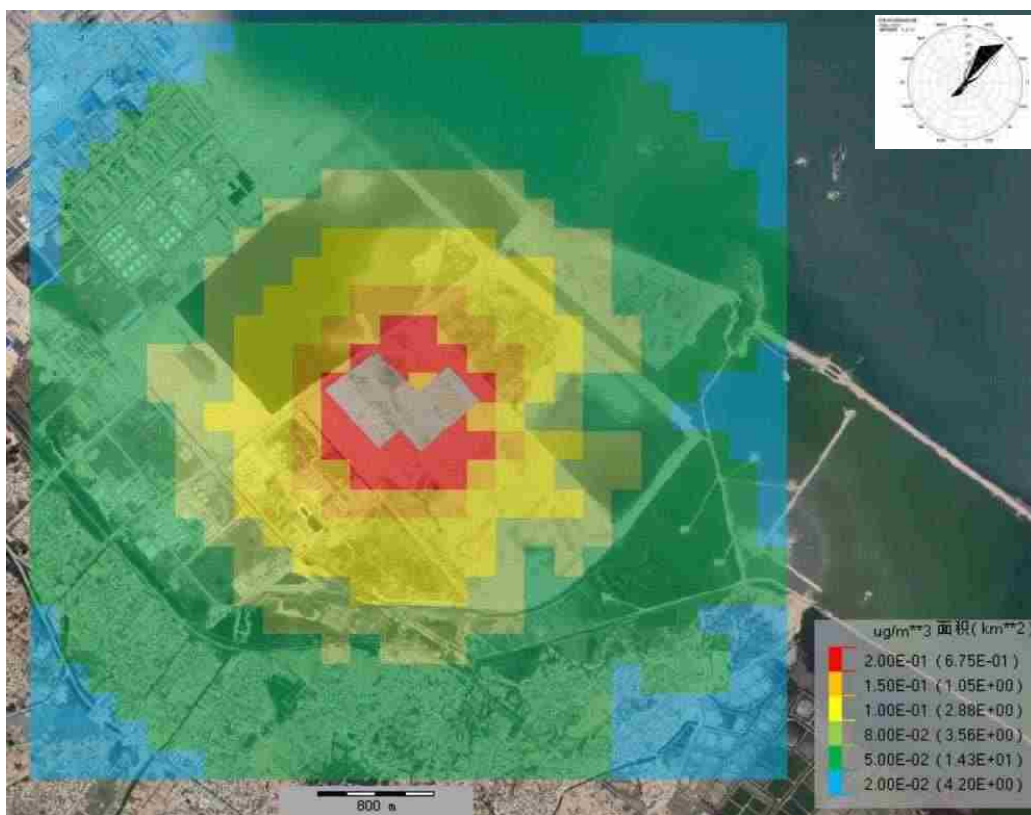 ug/m**3 面积(km**2)
2.00E-01 (6.75E-01)
1.50E-01 (1.05E+00)
1.00E-01 (2.88E+00)
8.00E-02 (3.56E+00)
5.00E-02 (1.43E+01)
2.00E-02 (4.20E+00)
800 m